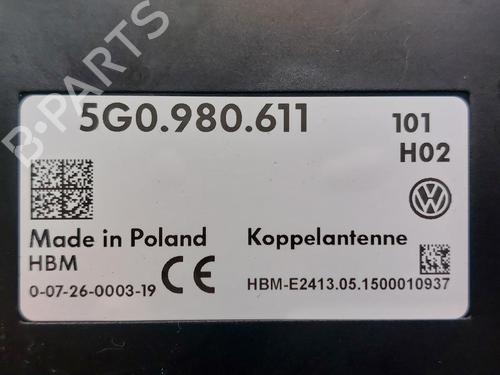 B-PARTS
5G0.980.611 101
H02
Made in Poland Koppelantenne
HBM
0-07-26-0003-19 CE HBM-E2413.05.1500010937